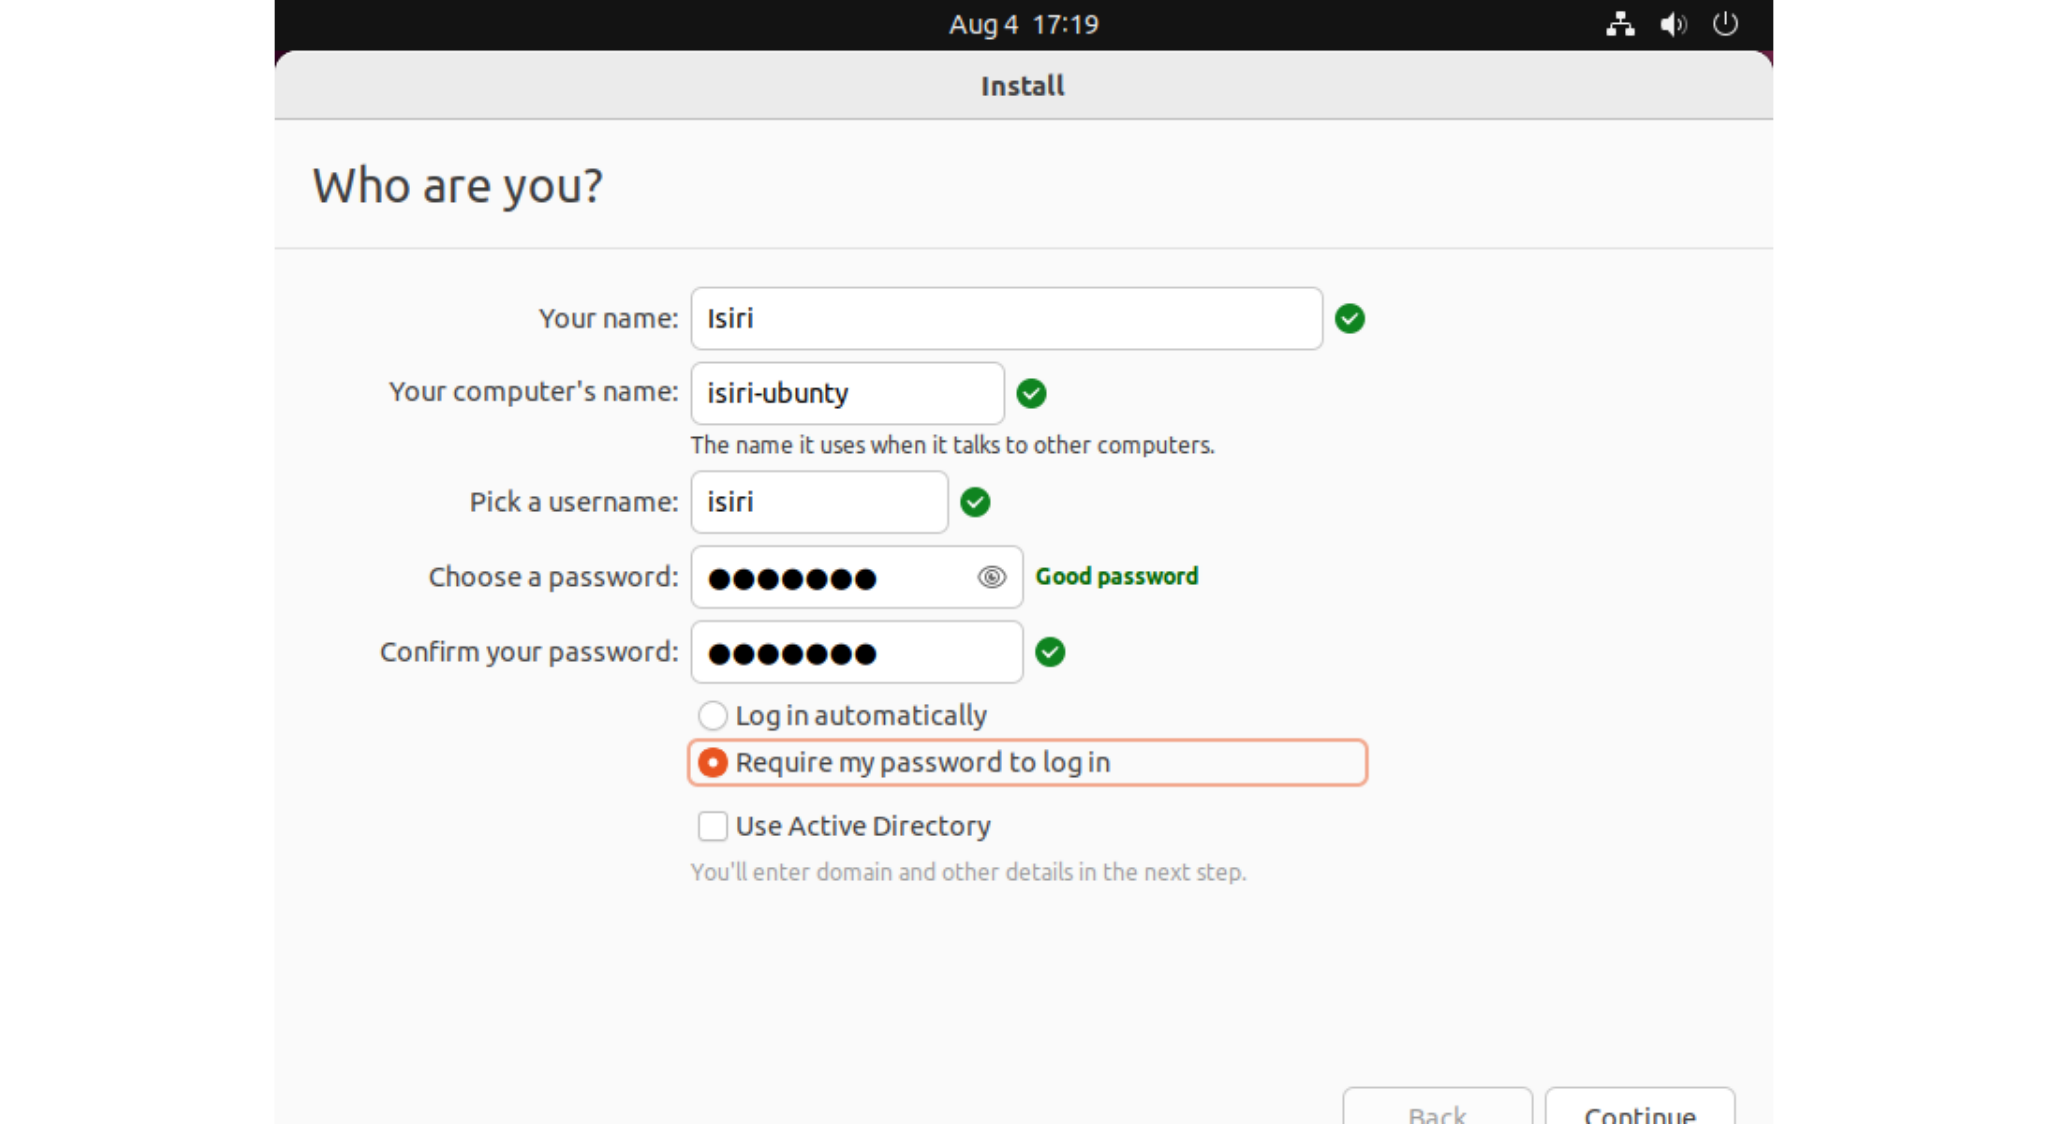 Aug 4 17:19
Install
Who are you?
Your name: Isiri
Your computer's name: isiri-ubunty
The name it uses when it talks to other computers.
Pick a username: isiri
Choose a password: ●●●●●●● Good password
Confirm your password: ●●●●●●●
Log in automatically
Require my password to log in
Use Active Directory
You'll enter domain and other details in the next step.
Back Continue